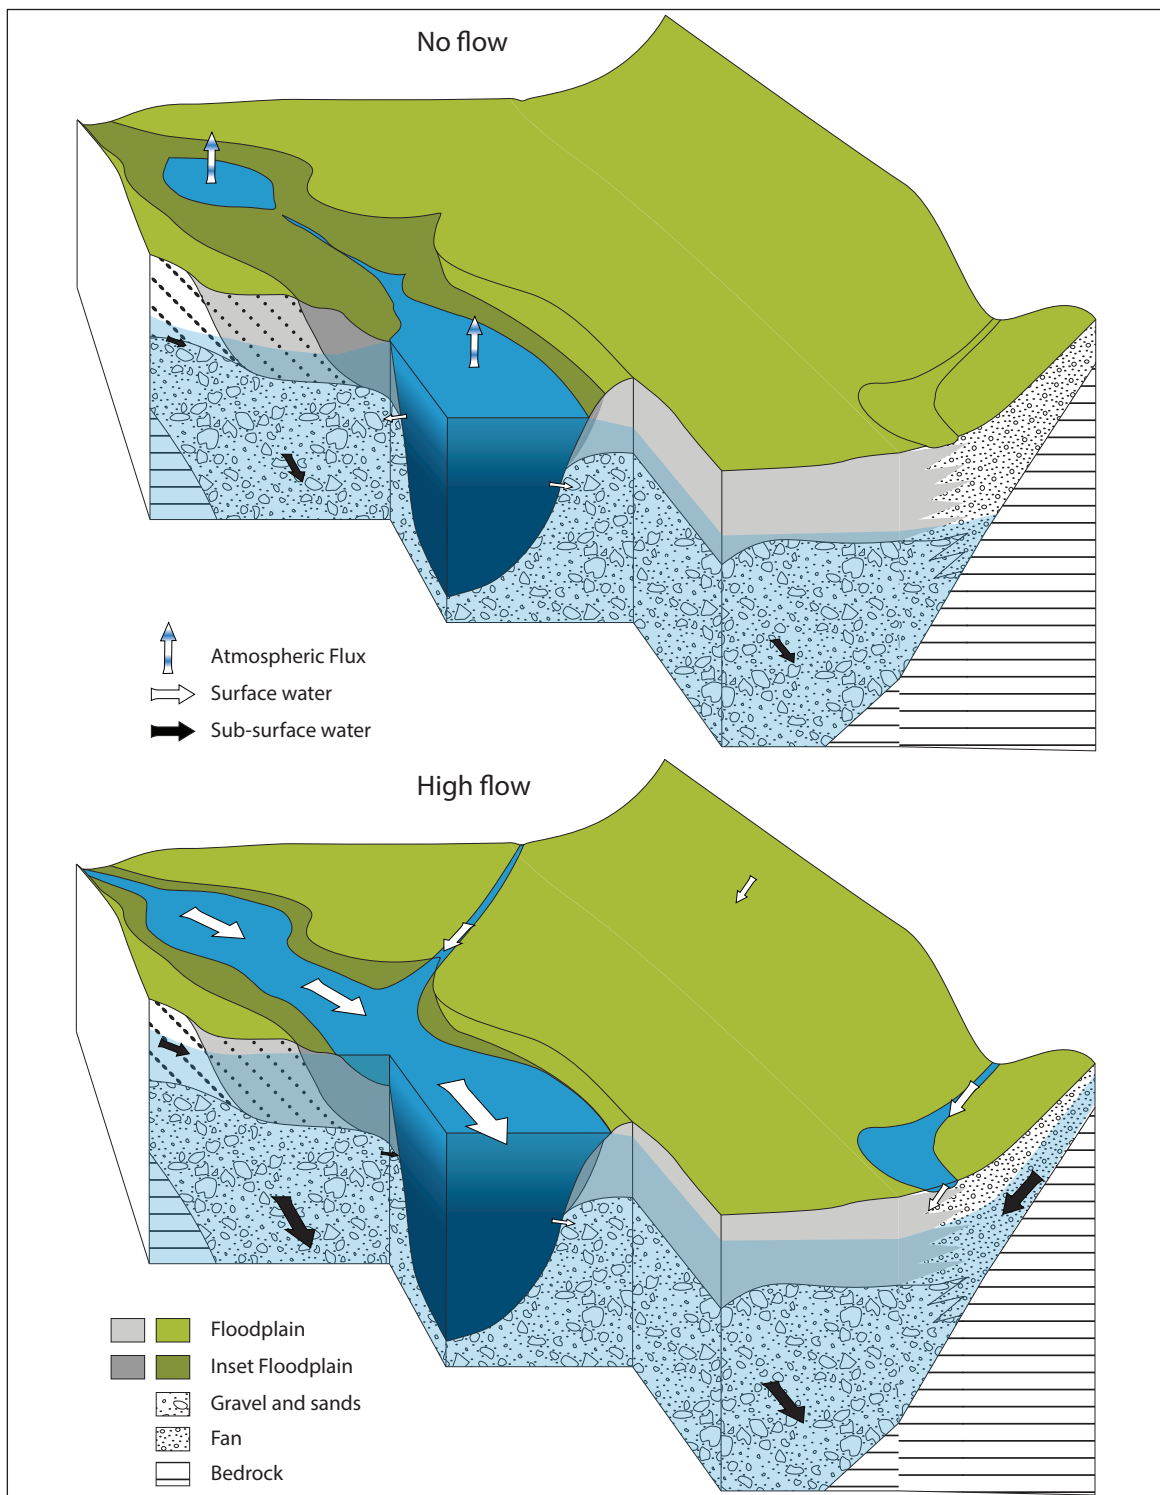 No flow
Atmospheric Flux
Surface water
Sub-surface water
High flow
Floodplain
Inset Floodplain
Gravel and sands
Fan
Bedrock